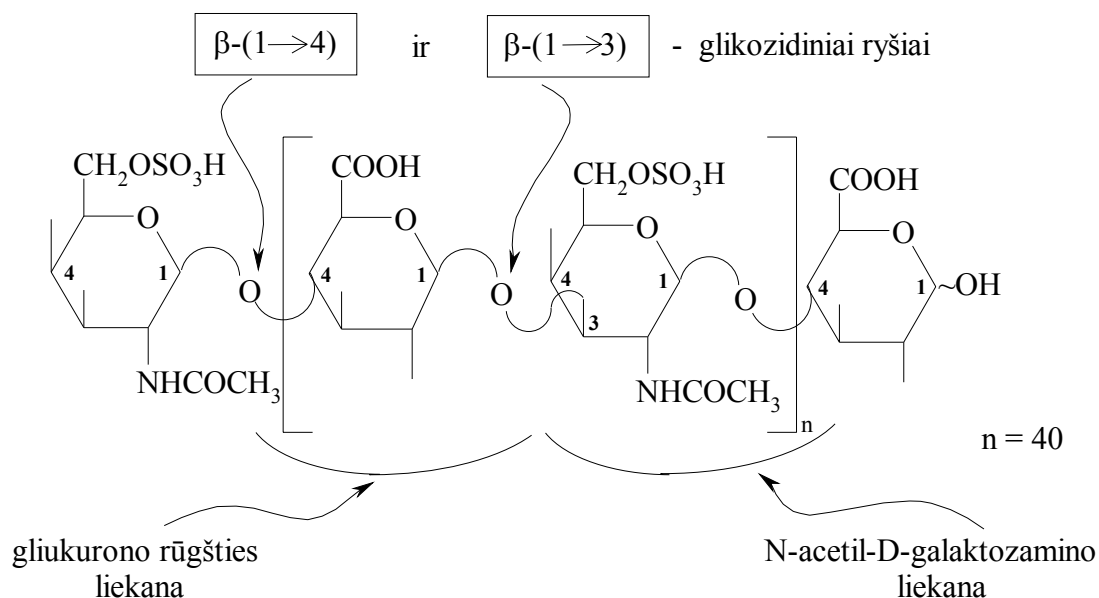 β-(1→4) ir β-(1→3) - glikozidiniai ryšiai
CH₂OSO₃H COOH CH₂OSO₃H COOH
O O O O
4 1 O 4 1 O 4 1 O 4 1 ~OH
3
NHCOCH₃ NHCOCH₃
n
n = 40
gliukurono rūgšties
liekana
N-acetil-D-galaktozamino
liekana